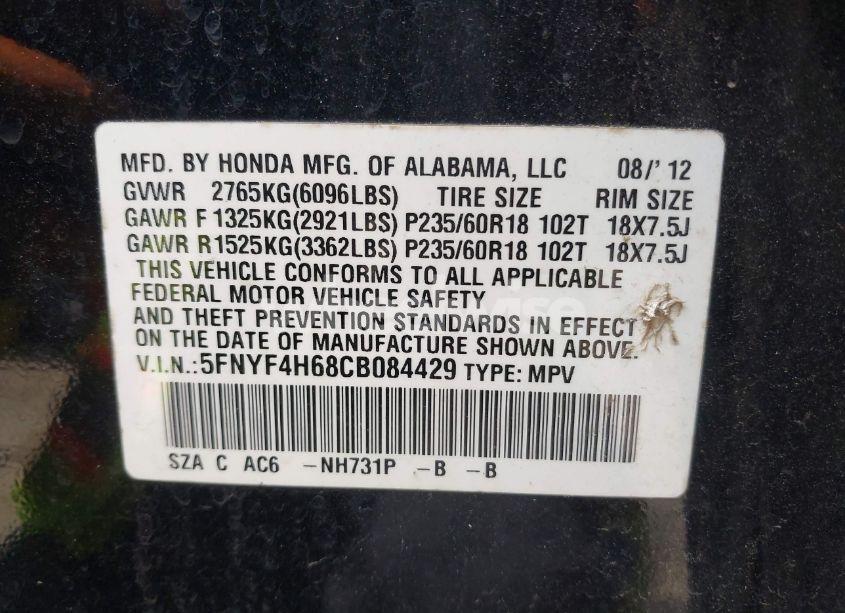 MFD. BY HONDA MFG. OF ALABAMA, LLC 08/' 12
GVWR 2765KG(6096LBS) TIRE SIZE RIM SIZE
GAWR F 1325KG(2921LBS) P235/60R18 102T 18X7.5J
GAWR R1525KG(3362LBS) P235/60R18 102T 18X7.5J
THIS VEHICLE CONFORMS TO ALL APPLICABLE
FEDERAL MOTOR VEHICLE SAFETY
AND THEFT PREVENTION STANDARDS IN EFFECT
ON THE DATE OF MANUFACTURE SHOWN ABOVE.
V.I.N.:5FNYF4H68CB084429 TYPE: MPV
SZA C AC6 -NH731P -B -B